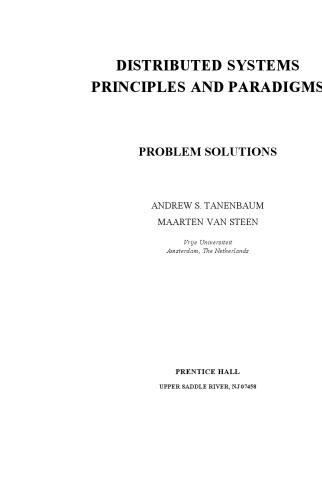 DISTRIBUTED SYSTEMS
PRINCIPLES AND PARADIGMS
PROBLEM SOLUTIONS
ANDREW S. TANENBAUM
MAARTEN VAN STEEN
Vrije Universiteit
Amsterdam, The Netherlands
PRENTICE HALL
UPPER SADDLE RIVER, NJ 07458